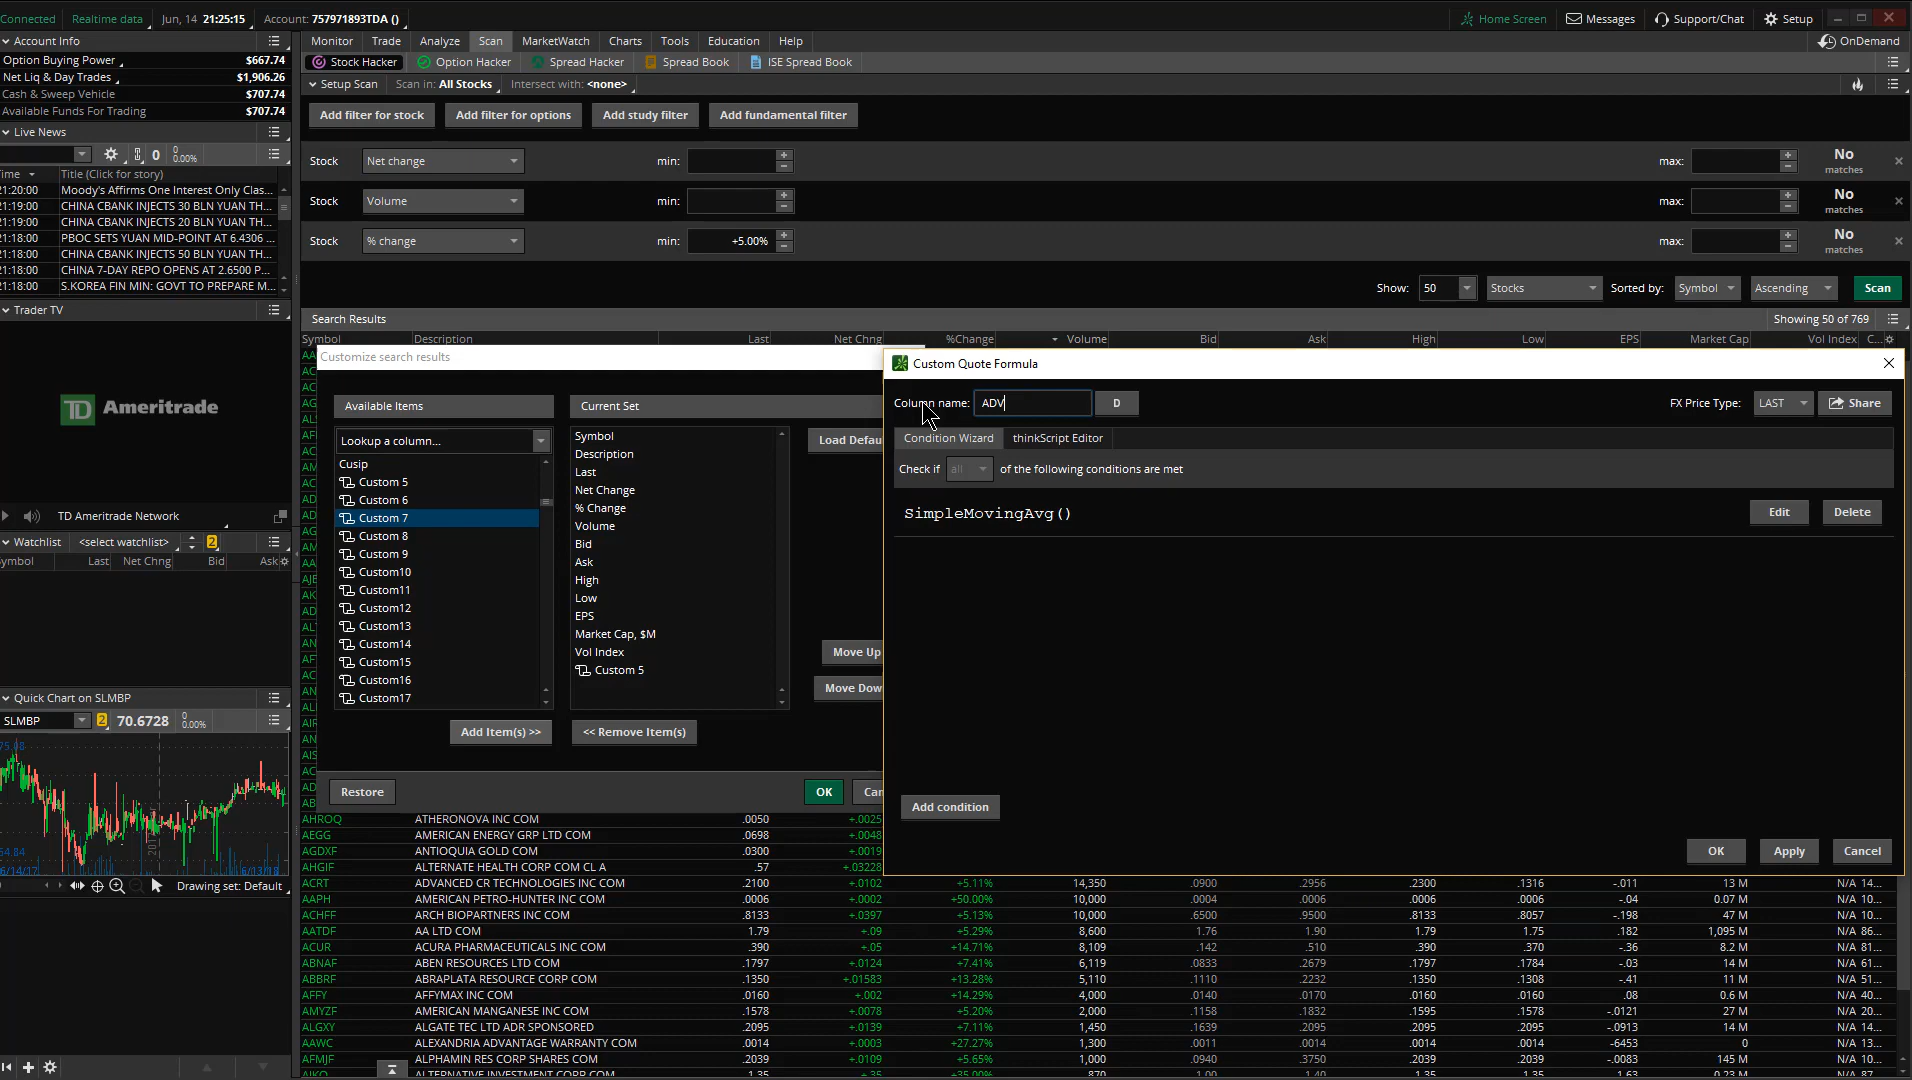 Connected Realtime data Jun, 14 21:25:15 Account: 757971893TDA () Home Screen Messages Support/Chat Setup
Account Info
Option Buying Power $667.74
Net Liq & Day Trades $1,906.26
Cash & Sweep Vehicle $707.74
Available Funds For Trading $707.74
Live News
0 0 0.00%
Title (Click for story)
21:20:00 Moody's Affirms One Interest Only Clas...
21:19:00 CHINA CBANK INJECTS 30 BLN YUAN TH...
21:19:00 CHINA CBANK INJECTS 20 BLN YUAN TH...
21:18:00 PBOC SETS YUAN MID-POINT AT 6.4306 ...
21:18:00 CHINA CBANK INJECTS 50 BLN YUAN TH...
21:18:00 CHINA 7-DAY REPO OPENS AT 2.6500 P...
21:18:00 S.KOREA FIN MIN: GOVT TO PREPARE M...
Trader TV
TD Ameritrade
TD Ameritrade Network
Watchlist <select watchlist> 2
Symbol Last Net Chng Bid Ask
Quick Chart on SLMBP
SLMBP 2 70.6728 0 0.00%
Drawing set: Default
Monitor Trade Analyze Scan MarketWatch Charts Tools Education Help OnDemand
Stock Hacker Option Hacker Spread Hacker Spread Book ISE Spread Book
Setup Scan Scan in: All Stocks Intersect with: <none>
Add filter for stock Add filter for options Add study filter Add fundamental filter
Stock Net change min: max: No matches
Stock Volume min: max: No matches
Stock % change min: +5.00% max: No matches
Show: 50 Stocks Sorted by: Symbol Ascending Scan
Search Results Showing 50 of 769
Symbol Description Last Net Chng %Change Volume Bid Ask High Low EPS Market Cap Vol Index C...
Customize search results
Available Items
Lookup a column...
Cusip
Custom 5
Custom 6
Custom 7
Custom 8
Custom 9
Custom10
Custom11
Custom12
Custom13
Custom14
Custom15
Custom16
Custom17
Add Item(s) >>
Current Set
Symbol
Description
Last
Net Change
% Change
Volume
Bid
Ask
High
Low
EPS
Market Cap, $M
Vol Index
Custom 5
<< Remove Item(s)
Load Defau
Move Up
Move Dow
Restore OK Can
Custom Quote Formula
Column name: ADV D FX Price Type: LAST Share
Condition Wizard thinkScript Editor
Check if all of the following conditions are met
SimpleMovingAvg() Edit Delete
Add condition
OK Apply Cancel
AHROQ ATHERONOVA INC COM .0050 +.0025
AEGG AMERICAN ENERGY GRP LTD COM .0698 +.0048
AGDXF ANTIOQUIA GOLD COM .0300 +.0019
AHGIF ALTERNATE HEALTH CORP COM CL A .57 +.03228
ACRT ADVANCED CR TECHNOLOGIES INC COM .2100 +.0102 +5.11% 14,350 .0900 .2956 .2300 .1316 -.011 13 M N/A 14...
AAPH AMERICAN PETRO-HUNTER INC COM .0006 +.0002 +50.00% 10,000 .0004 .0006 .0006 .0006 -.04 0.07 M N/A 10...
ACHFF ARCH BIOPARTNERS INC COM .8133 +.0397 +5.13% 10,000 .6500 .9500 .8133 .8057 -.198 47 M N/A 10...
AATDF AA LTD COM 1.79 +.09 +5.29% 8,600 1.76 1.90 1.79 1.75 .182 1,095 M N/A 86...
ACUR ACURA PHARMACEUTICALS INC COM .390 +.05 +14.71% 8,109 .142 .510 .390 .370 -.36 8.2 M N/A 81...
ABNAF ABEN RESOURCES LTD COM .1797 +.0124 +7.41% 6,119 .0833 .2679 .1797 .1784 -.03 14 M N/A 61...
ABBRF ABRAPLATA RESOURCE CORP COM .1350 +.01583 +13.28% 5,110 .1110 .2232 .1350 .1308 -.41 11 M N/A 51...
AFFY AFFYMAX INC COM .0160 +.002 +14.29% 4,000 .0140 .0170 .0160 .0160 .08 0.6 M N/A 40...
AMYZF AMERICAN MANGANESE INC COM .1578 +.0078 +5.20% 2,000 .1158 .1832 .1595 .1578 -.0121 27 M N/A 20...
ALGXY ALGATE TEC LTD ADR SPONSORED .2095 +.0139 +7.11% 1,450 .1639 .2095 .2095 .2095 -.0913 14 M N/A 14...
AAWC ALEXANDRIA ADVANTAGE WARRANTY COM .0014 +.0003 +27.27% 1,300 .0011 .0014 .0014 .0014 -6453 0 N/A 13...
AFMJF ALPHAMIN RES CORP SHARES COM .2039 +.0109 +5.65% 1,000 .0940 .3750 .2039 .2039 -.0083 145 M N/A 10...